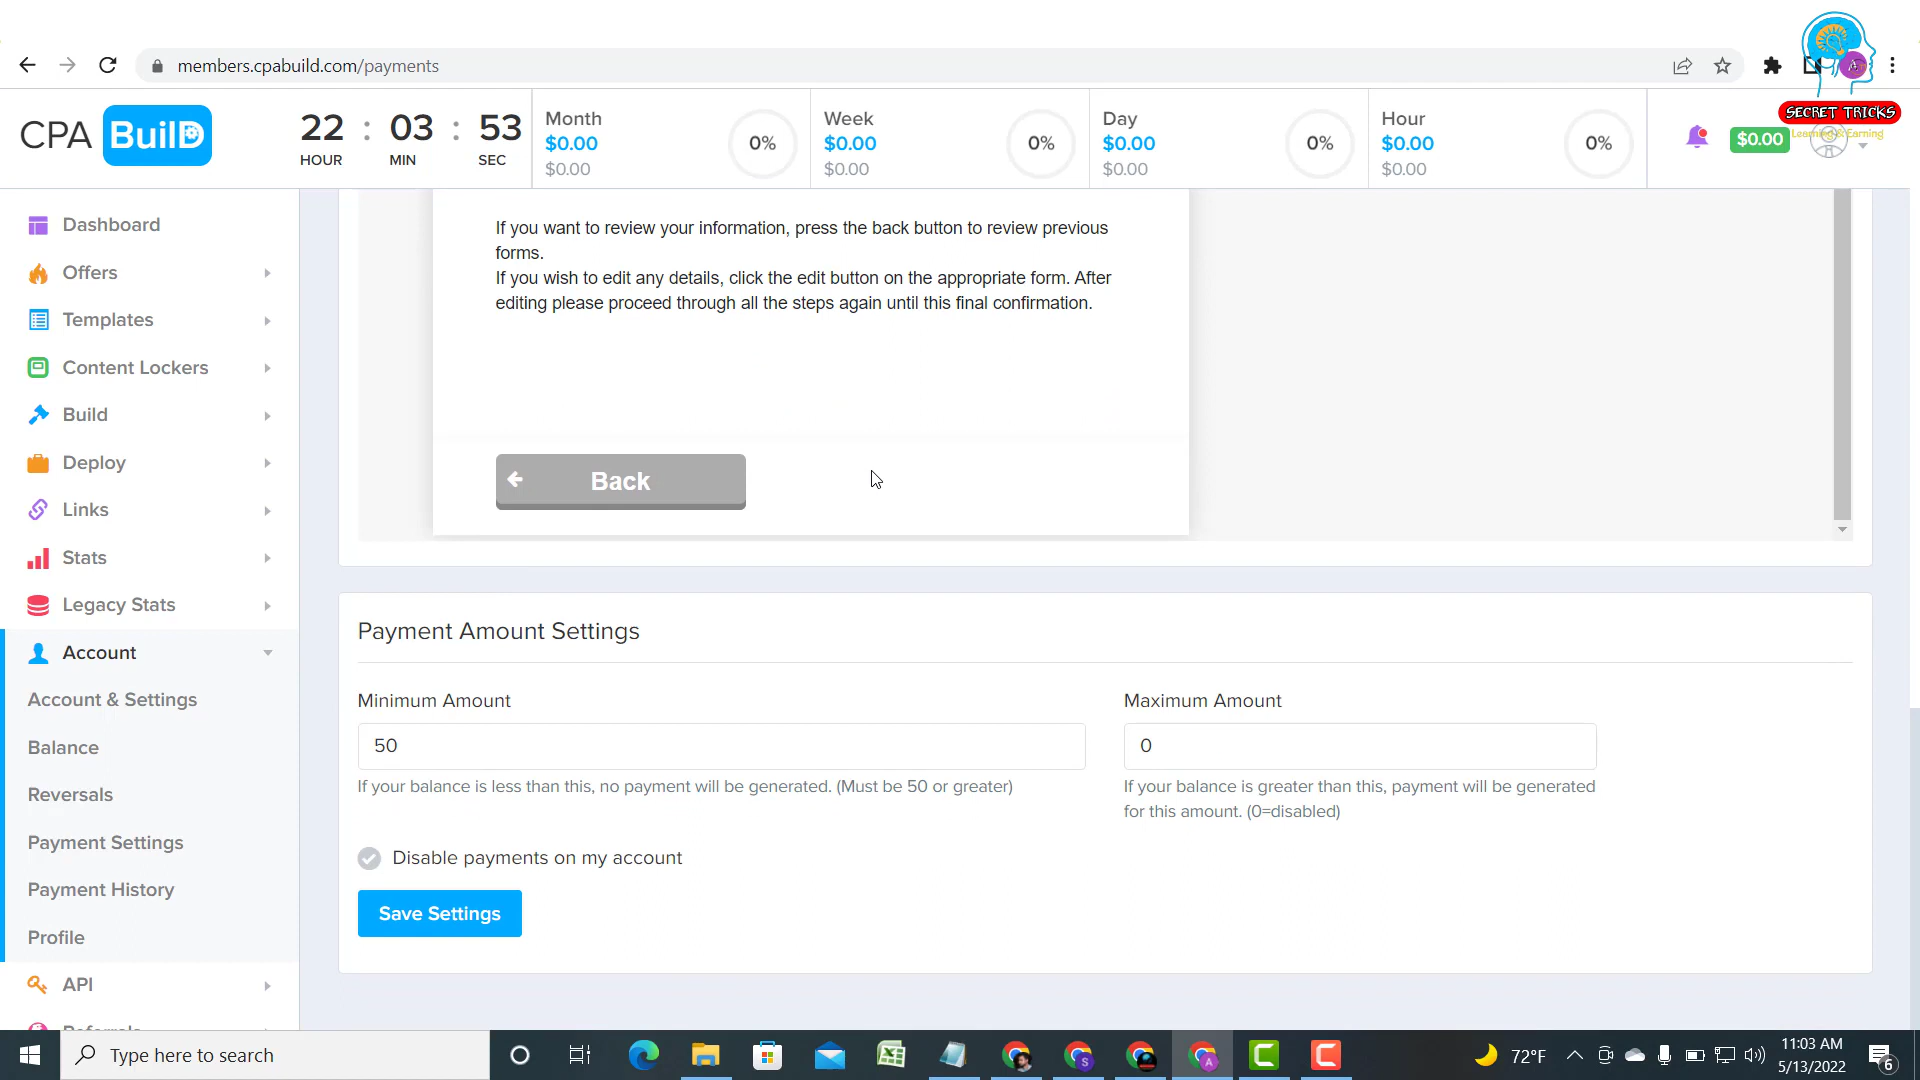 members.cpabuild.com/payments
SECRET TRICKS
Learning & Earning
CPA BuilD
22 : 03 : 53
HOUR MIN SEC
Month
$0.00
$0.00
0%
Week
$0.00
$0.00
0%
Day
$0.00
$0.00
0%
Hour
$0.00
$0.00
0%
$0.00
Dashboard
Offers
Templates
Content Lockers
Build
Deploy
Links
Stats
Legacy Stats
Account
Account & Settings
Balance
Reversals
Payment Settings
Payment History
Profile
API
Referrals
If you want to review your information, press the back button to review previous
forms.
If you wish to edit any details, click the edit button on the appropriate form. After
editing please proceed through all the steps again until this final confirmation.
Back
Payment Amount Settings
Minimum Amount
50
If your balance is less than this, no payment will be generated. (Must be 50 or greater)
Maximum Amount
0
If your balance is greater than this, payment will be generated
for this amount. (0=disabled)
Disable payments on my account
Save Settings
Type here to search
S
A
72°F
11:03 AM
5/13/2022
6